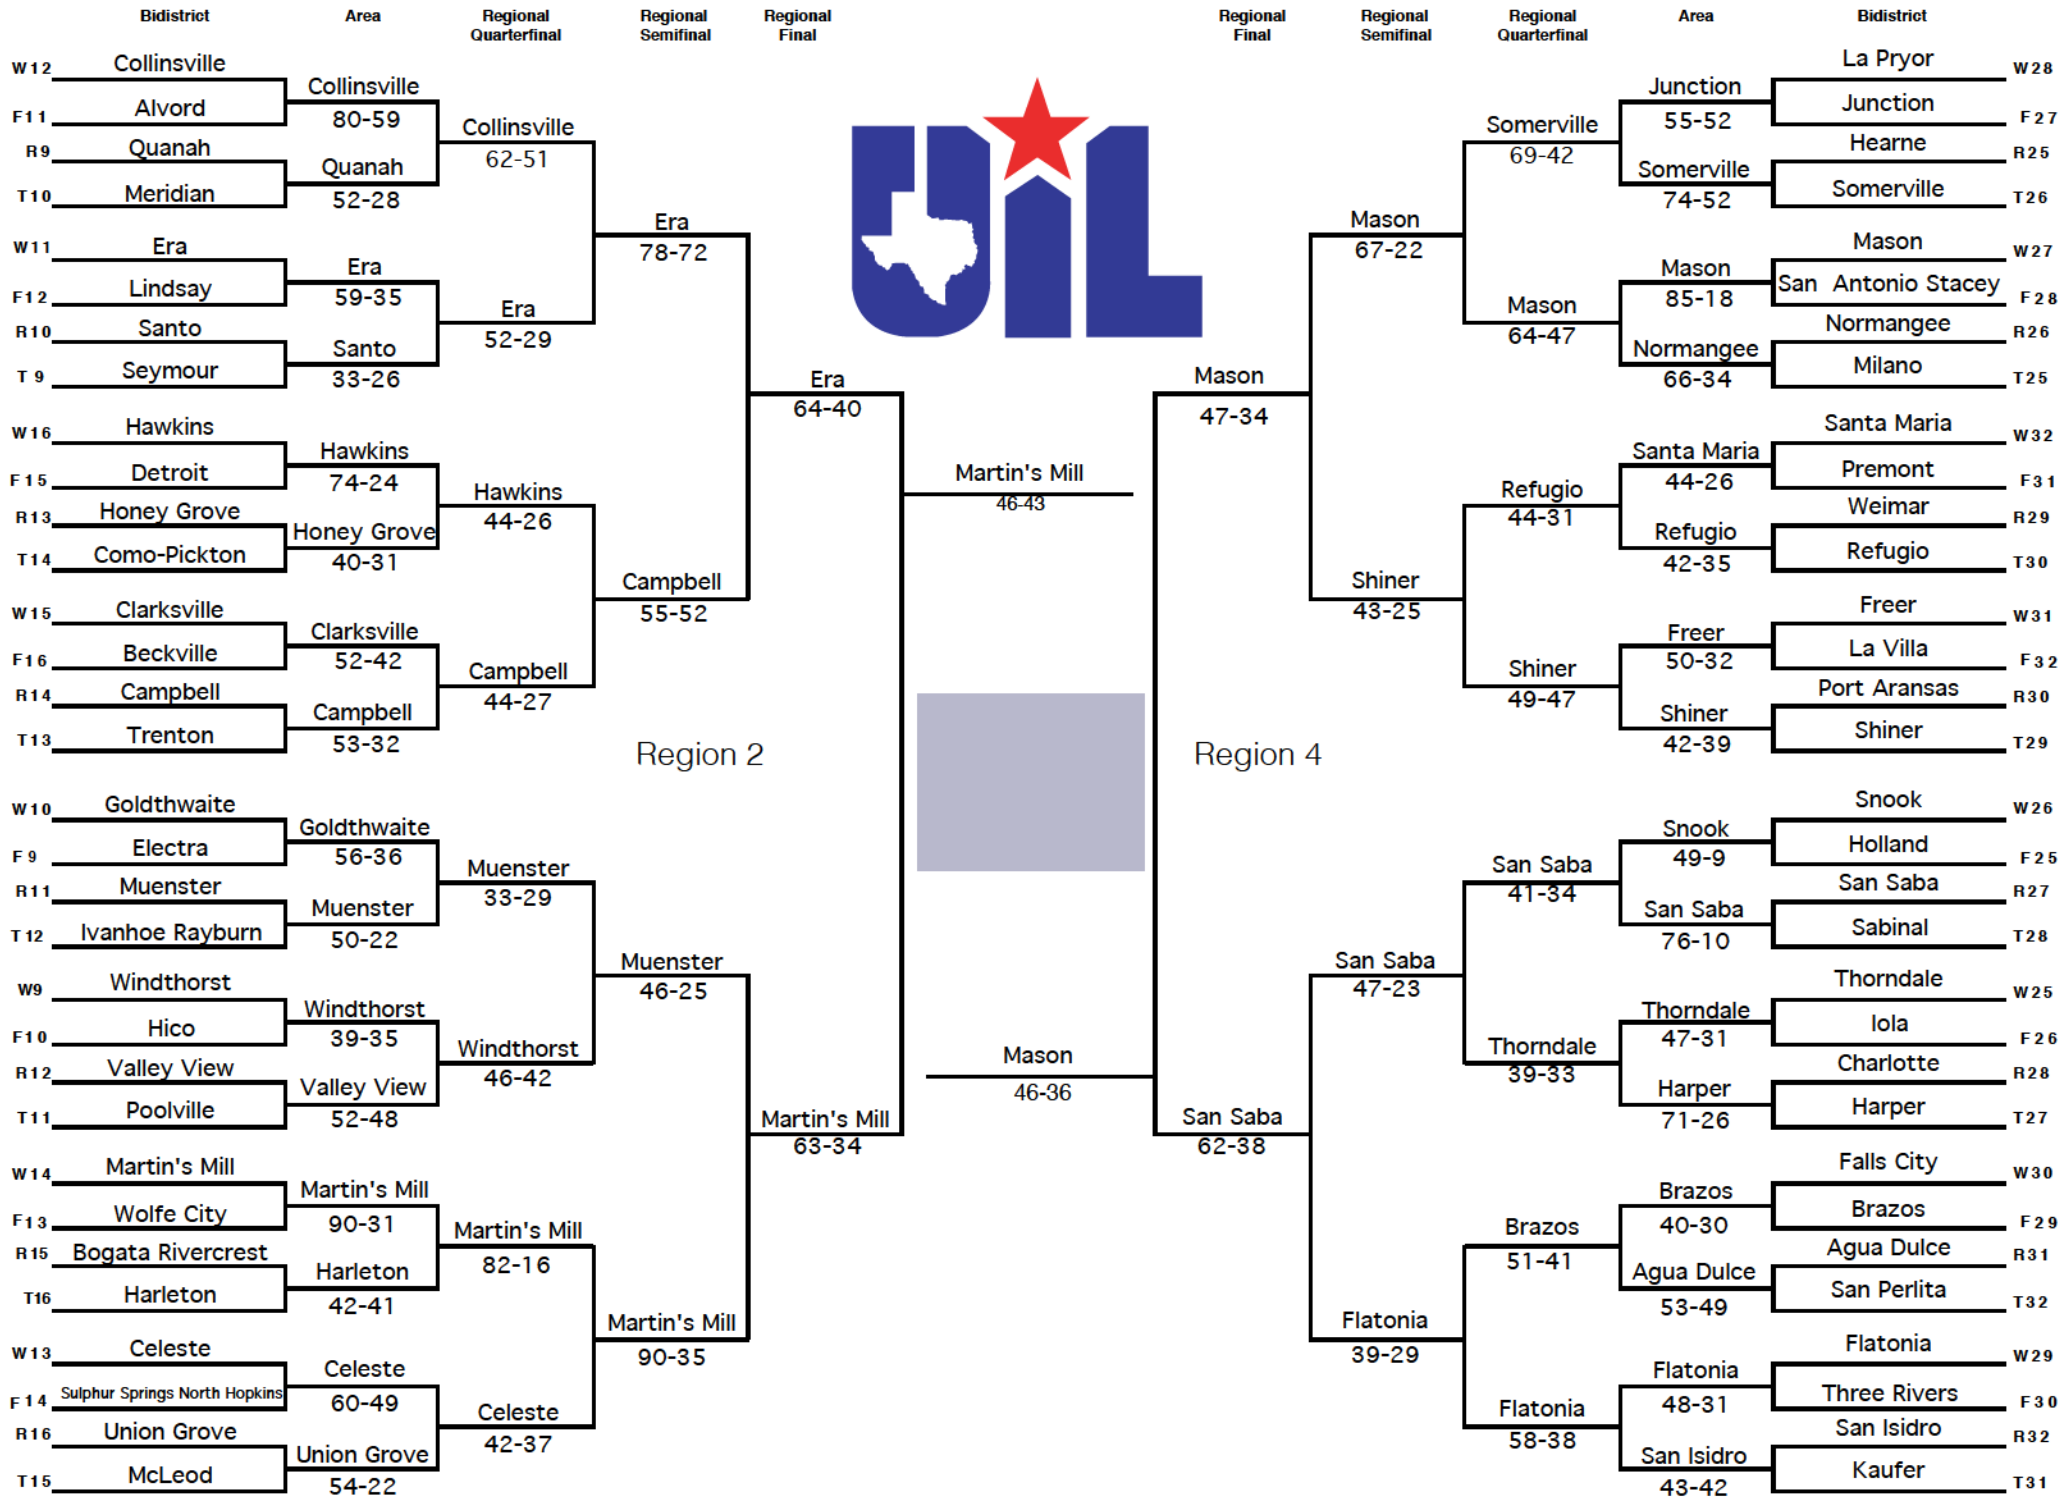 Bidistrict
Area
Regional
Quarterfinal
Regional
Semifinal
Regional
Final
Regional
Final
Regional
Semifinal
Regional
Quarterfinal
Area
Bidistrict
W12 Collinsville
F11 Alvord
R9 Quanah
T10 Meridian
W11 Era
F12 Lindsay
R10 Santo
T9 Seymour
W16 Hawkins
F15 Detroit
R13 Honey Grove
T14 Como-Pickton
W15 Clarksville
F16 Beckville
R14 Campbell
T13 Trenton
W10 Goldthwaite
F9 Electra
R11 Muenster
T12 Ivanhoe Rayburn
W9 Windthorst
F10 Hico
R12 Valley View
T11 Poolville
W14 Martin's Mill
F13 Wolfe City
R15 Bogata Rivercrest
T16 Harleton
W13 Celeste
F14 Sulphur Springs North Hopkins
R16 Union Grove
T15 McLeod
Collinsville
80-59
Quanah
52-28
Era
59-35
Santo
33-26
Hawkins
74-24
Honey Grove
40-31
Clarksville
52-42
Campbell
53-32
Goldthwaite
56-36
Muenster
50-22
Windthorst
39-35
Valley View
52-48
Martin's Mill
90-31
Harleton
42-41
Celeste
60-49
Union Grove
54-22
Collinsville
62-51
Era
52-29
Hawkins
44-26
Campbell
44-27
Muenster
33-29
Windthorst
46-42
Martin's Mill
82-16
Celeste
42-37
Era
78-72
Campbell
55-52
Muenster
46-25
Martin's Mill
90-35
Era
64-40
Martin's Mill
63-34
Region 2
UIL
Martin's Mill
46-43
Mason
46-36
Region 4
Mason
47-34
San Saba
62-38
Mason
67-22
Shiner
43-25
San Saba
47-23
Flatonia
39-29
Somerville
69-42
Mason
64-47
Refugio
44-31
Shiner
49-47
San Saba
41-34
Thorndale
39-33
Brazos
51-41
Flatonia
58-38
Junction
55-52
Somerville
74-52
Mason
85-18
Normangee
66-34
Santa Maria
44-26
Refugio
42-35
Freer
50-32
Shiner
42-39
Snook
49-9
San Saba
76-10
Thorndale
47-31
Harper
71-26
Brazos
40-30
Agua Dulce
53-49
Flatonia
48-31
San Isidro
43-42
La Pryor W28
Junction F27
Hearne R25
Somerville T26
Mason W27
San Antonio Stacey F28
Normangee R26
Milano T25
Santa Maria W32
Premont F31
Weimar R29
Refugio T30
Freer W31
La Villa F32
Port Aransas R30
Shiner T29
Snook W26
Holland F25
San Saba R27
Sabinal T28
Thorndale W25
Iola F26
Charlotte R28
Harper T27
Falls City W30
Brazos F29
Agua Dulce R31
San Perlita T32
Flatonia W29
Three Rivers F30
San Isidro R32
Kaufer T31